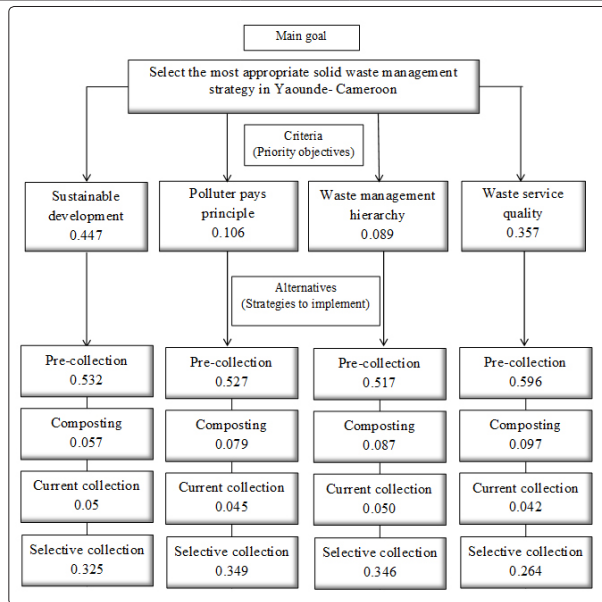 Main goal
Select the most appropriate solid waste management
strategy in Yaounde- Cameroon
Criteria
(Priority objectives)
Sustainable
development
0.447
Polluter pays
principle
0.106
Waste management
hierarchy
0.089
Waste service
quality
0.357
Alternatives
(Strategies to implement)
Pre-collection
0.532
Pre-collection
0.527
Pre-collection
0.517
Pre-collection
0.596
Composting
0.057
Composting
0.079
Composting
0.087
Composting
0.097
Current collection
0.05
Current collection
0.045
Current collection
0.050
Current collection
0.042
Selective collection
0.325
Selective collection
0.349
Selective collection
0.346
Selective collection
0.264